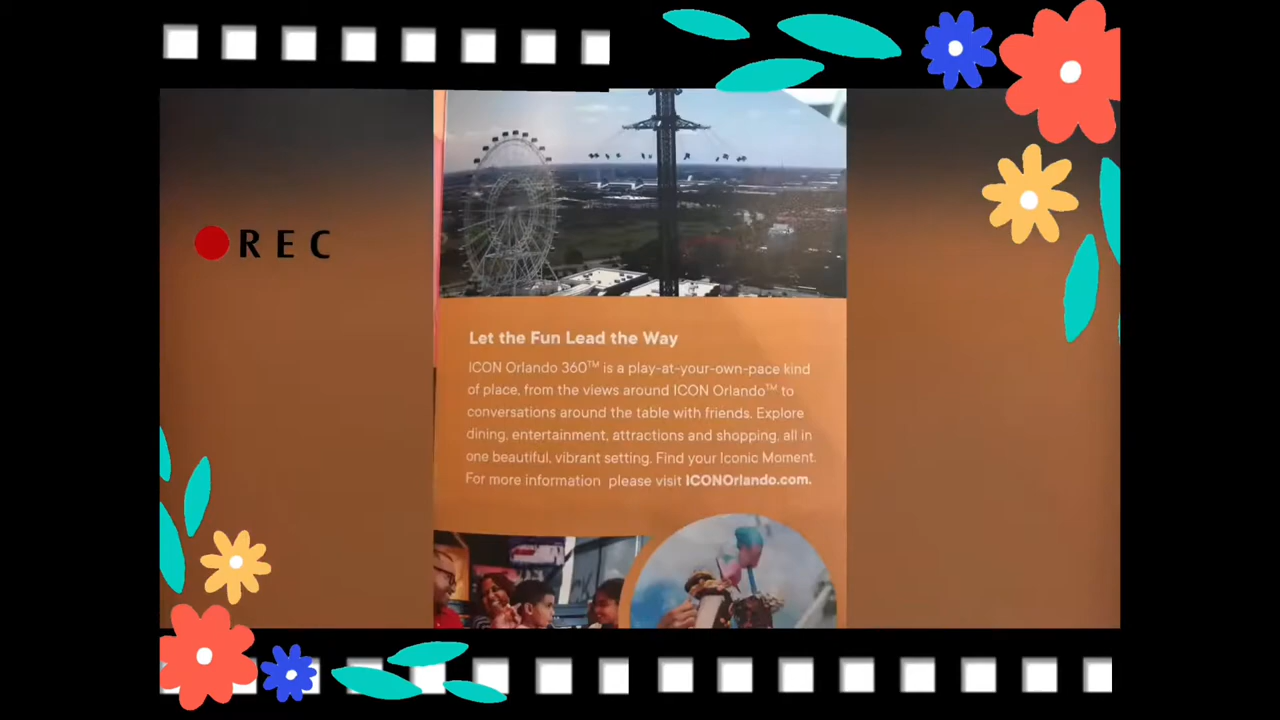 REC
Let the Fun Lead the Way
ICON Orlando 360™ is a play-at-your-own-pace kind
of place, from the views around ICON Orlando™ to
conversations around the table with friends. Explore
dining, entertainment, attractions and shopping, all in
one beautiful, vibrant setting. Find your Iconic Moment.
For more information  please visit ICONOrlando.com.